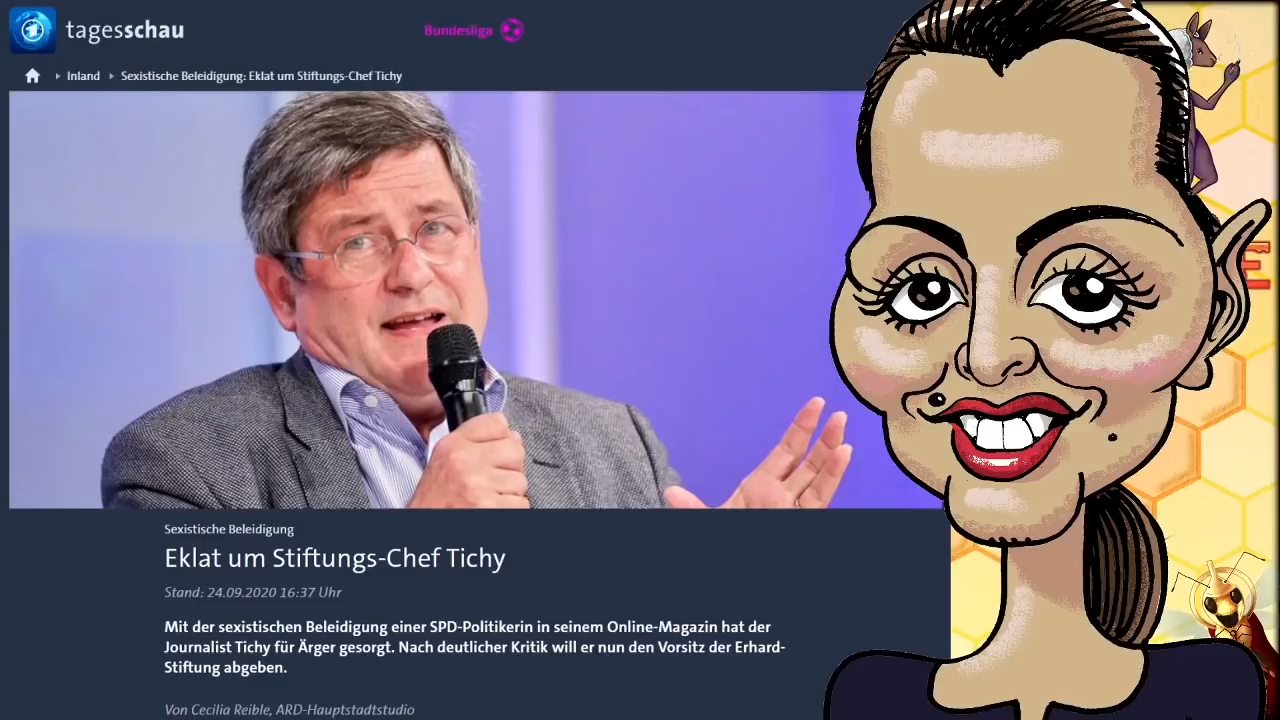 tagesschau
Bundesliga
Inland
Sexistische Beleidigung: Eklat um Stiftungs-Chef Tichy
Sexistische Beleidigung
Eklat um Stiftungs-Chef Tichy
Stand: 24.09.2020 16:37 Uhr
Mit der sexistischen Beleidigung einer SPD-Politikerin in seinem Online-Magazin hat der
Journalist Tichy für Ärger gesorgt. Nach deutlicher Kritik will er nun den Vorsitz der Erhard-
Stiftung abgeben.
Von Cecilia Reible, ARD-Hauptstadtstudio